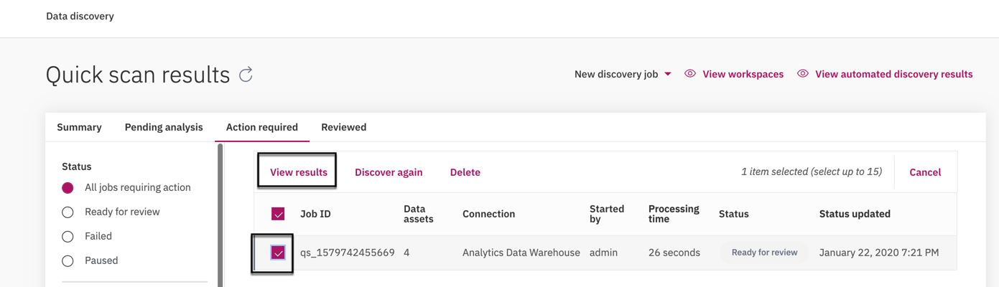 Data discovery
Quick scan results
New discovery job View workspaces View automated discovery results
Summary Pending analysis Action required Reviewed
Status
All jobs requiring action
Ready for review
Failed
Paused
View results Discover again Delete 1 item selected (select up to 15) Cancel
Job ID Data assets Connection Started by Processing time Status Status updated
qs_1579742455669 4 Analytics Data Warehouse admin 26 seconds Ready for review January 22, 2020 7:21 PM